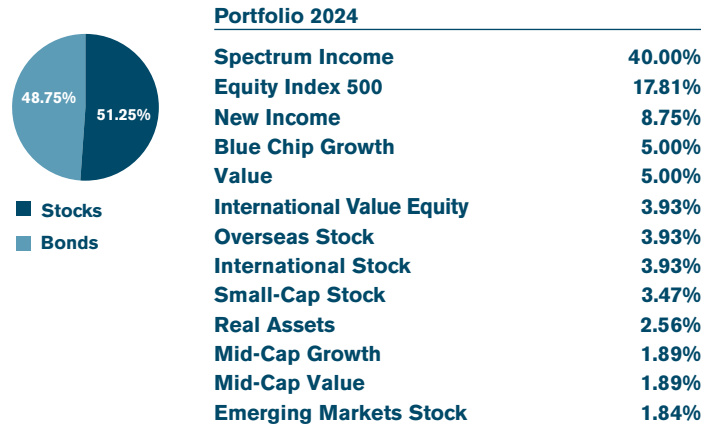 Portfolio 2024
48.75%
51.25%
Stocks
Bonds
Spectrum Income 40.00%
Equity Index 500 17.81%
New Income 8.75%
Blue Chip Growth 5.00%
Value 5.00%
International Value Equity 3.93%
Overseas Stock 3.93%
International Stock 3.93%
Small-Cap Stock 3.47%
Real Assets 2.56%
Mid-Cap Growth 1.89%
Mid-Cap Value 1.89%
Emerging Markets Stock 1.84%